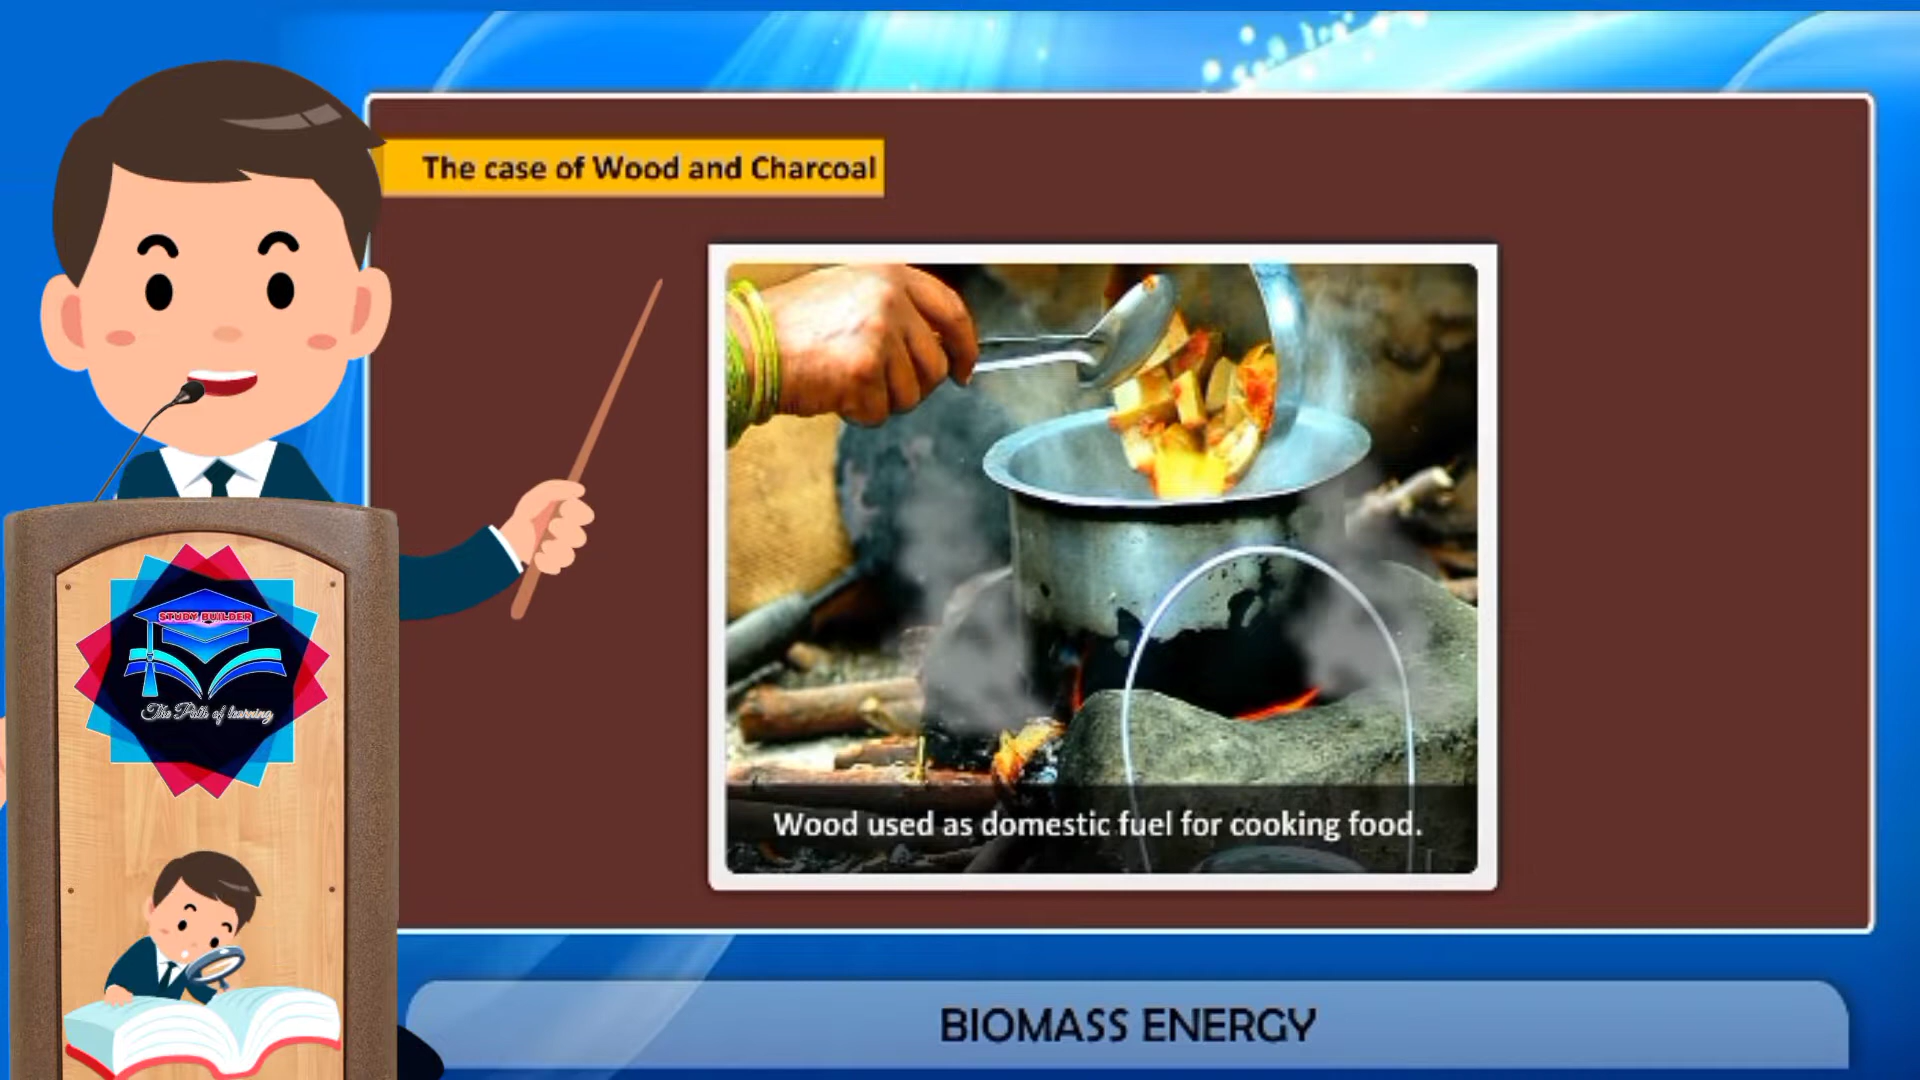 The case of Wood and Charcoal
Wood used as domestic fuel for cooking food.
STUDY BUILDER
The Path of learning
BIOMASS ENERGY